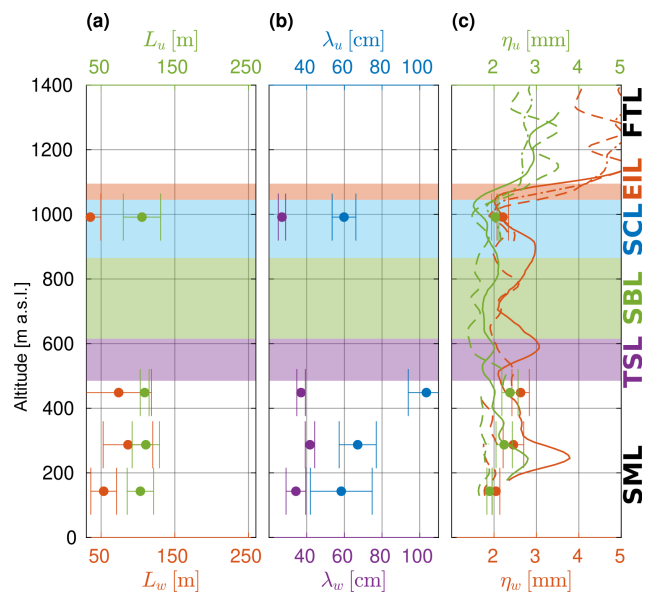 (a) (b) (c)
L_u [m] λ_u [cm] η_u [mm]
50 150 250 20 40 60 80 100 2 3 4 5
1400
1200
1000
800
600
400
200
0
Altitude [m a.s.l.]
FTL
EIL
SCL
SBL
TSL
SML
50 150 250 20 40 60 80 100 2 3 4 5
L_w [m] λ_w [cm] η_w [mm]